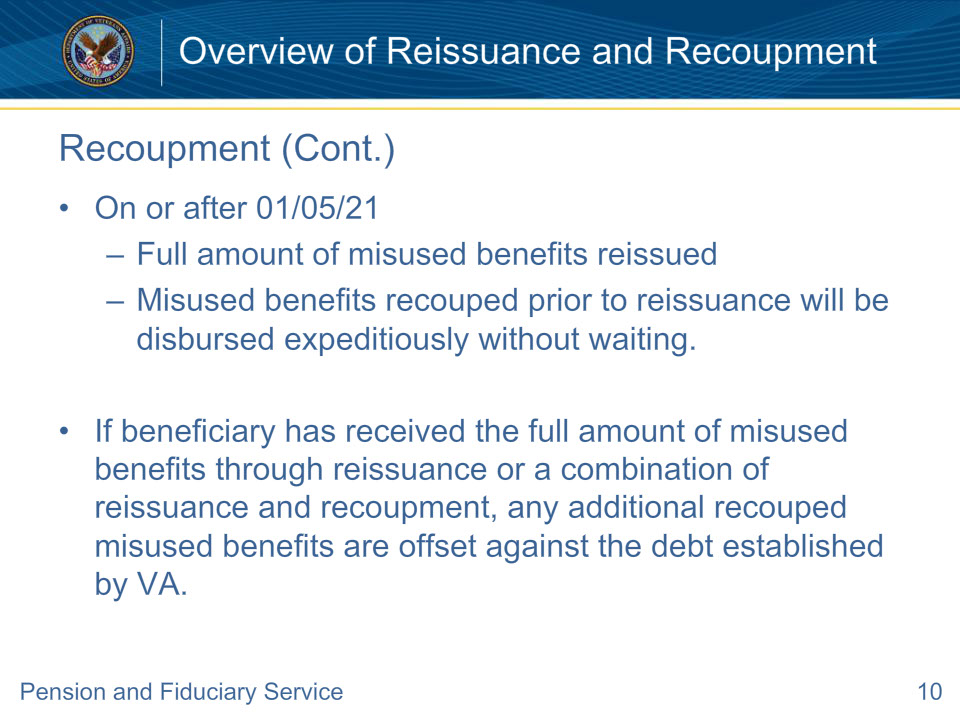 Overview of Reissuance and Recoupment
Recoupment (Cont.)
• On or after 01/05/21
– Full amount of misused benefits reissued
– Misused benefits recouped prior to reissuance will be
disbursed expeditiously without waiting.
• If beneficiary has received the full amount of misused
benefits through reissuance or a combination of
reissuance and recoupment, any additional recouped
misused benefits are offset against the debt established
by VA.
Pension and Fiduciary Service
10